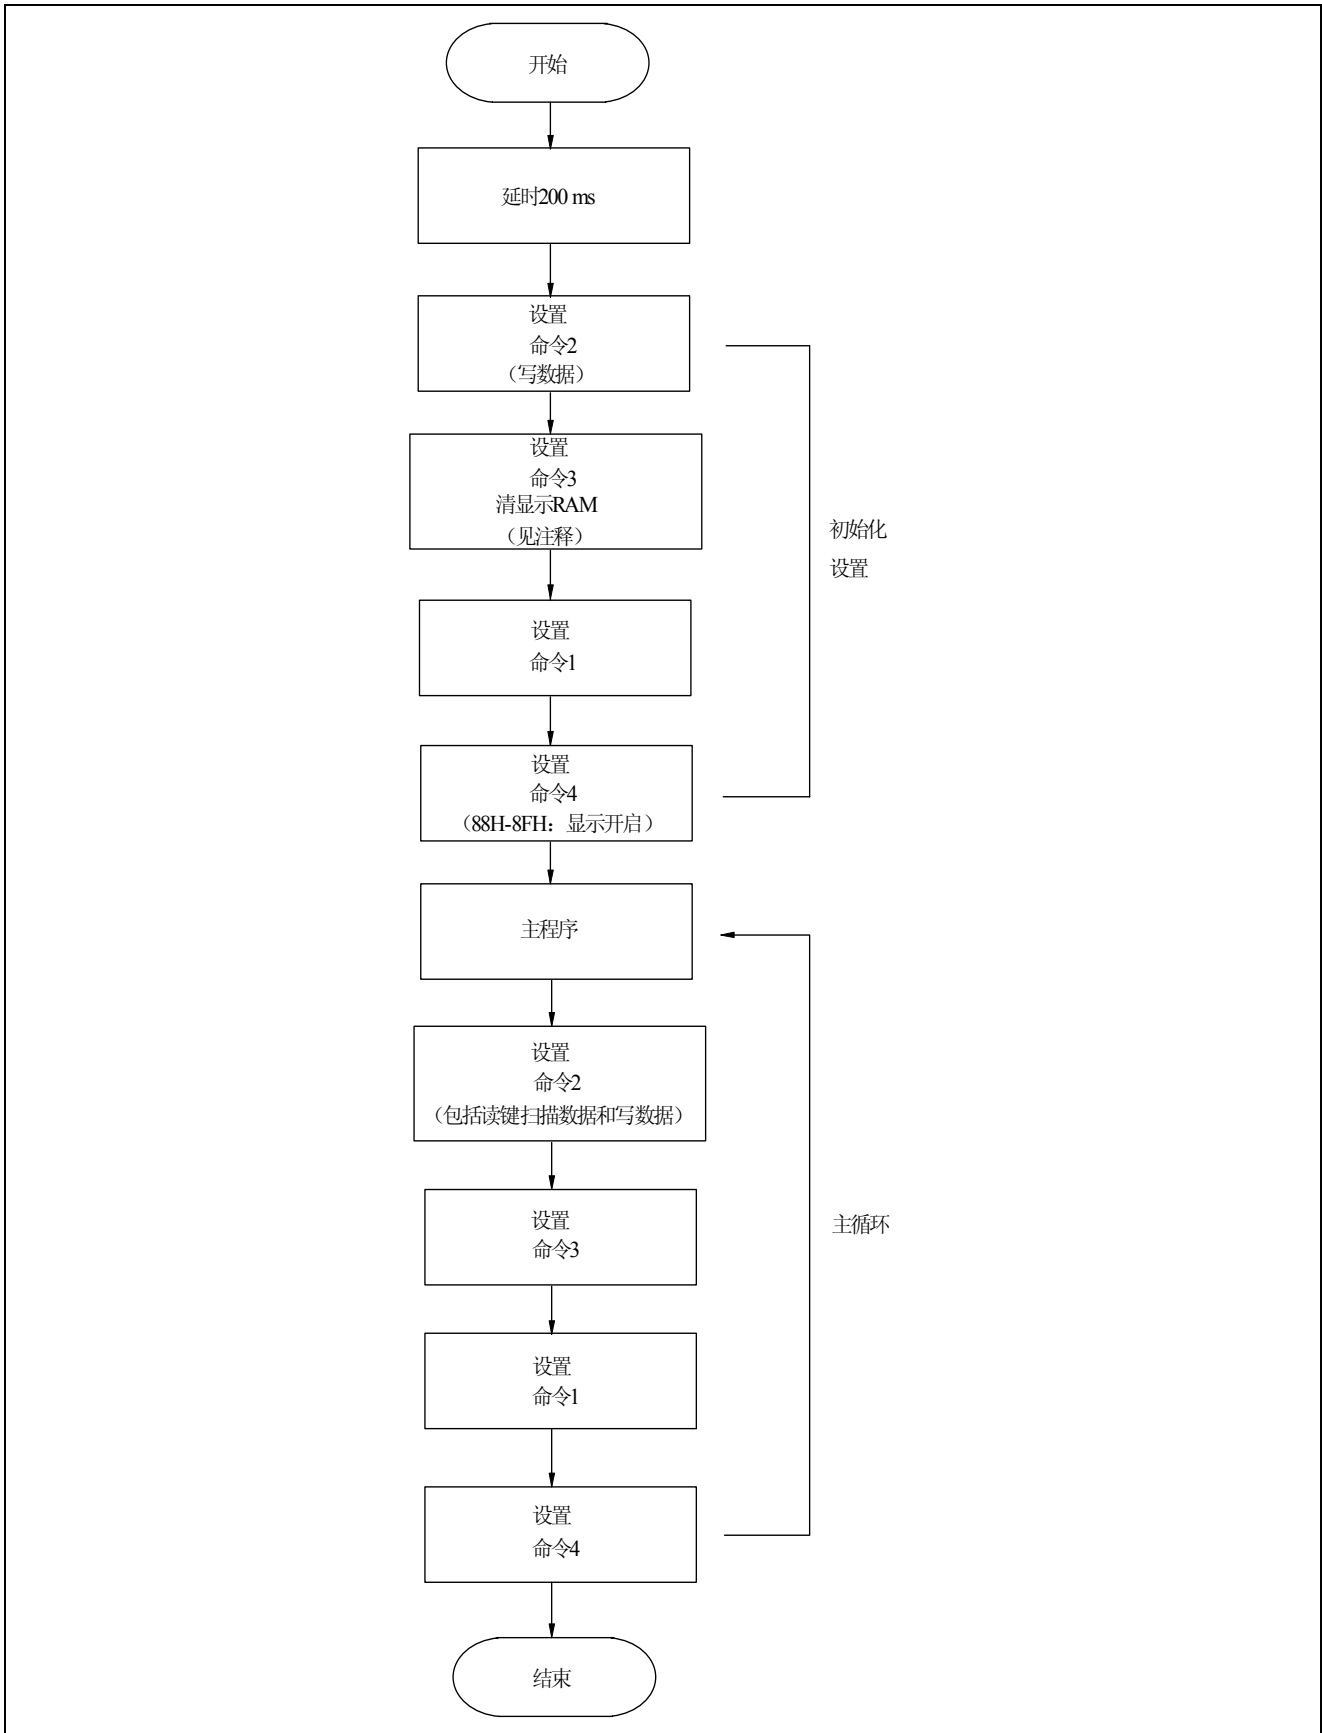 开始
延时200 ms
设置
命令2
（写数据）
设置
命令3
清显示RAM
（见注释）
初始化
设置
设置
命令1
设置
命令4
（88H-8FH：显示开启）
主程序
设置
命令2
（包括读键扫描数据和写数据）
设置
命令3
主循环
设置
命令1
设置
命令4
结束